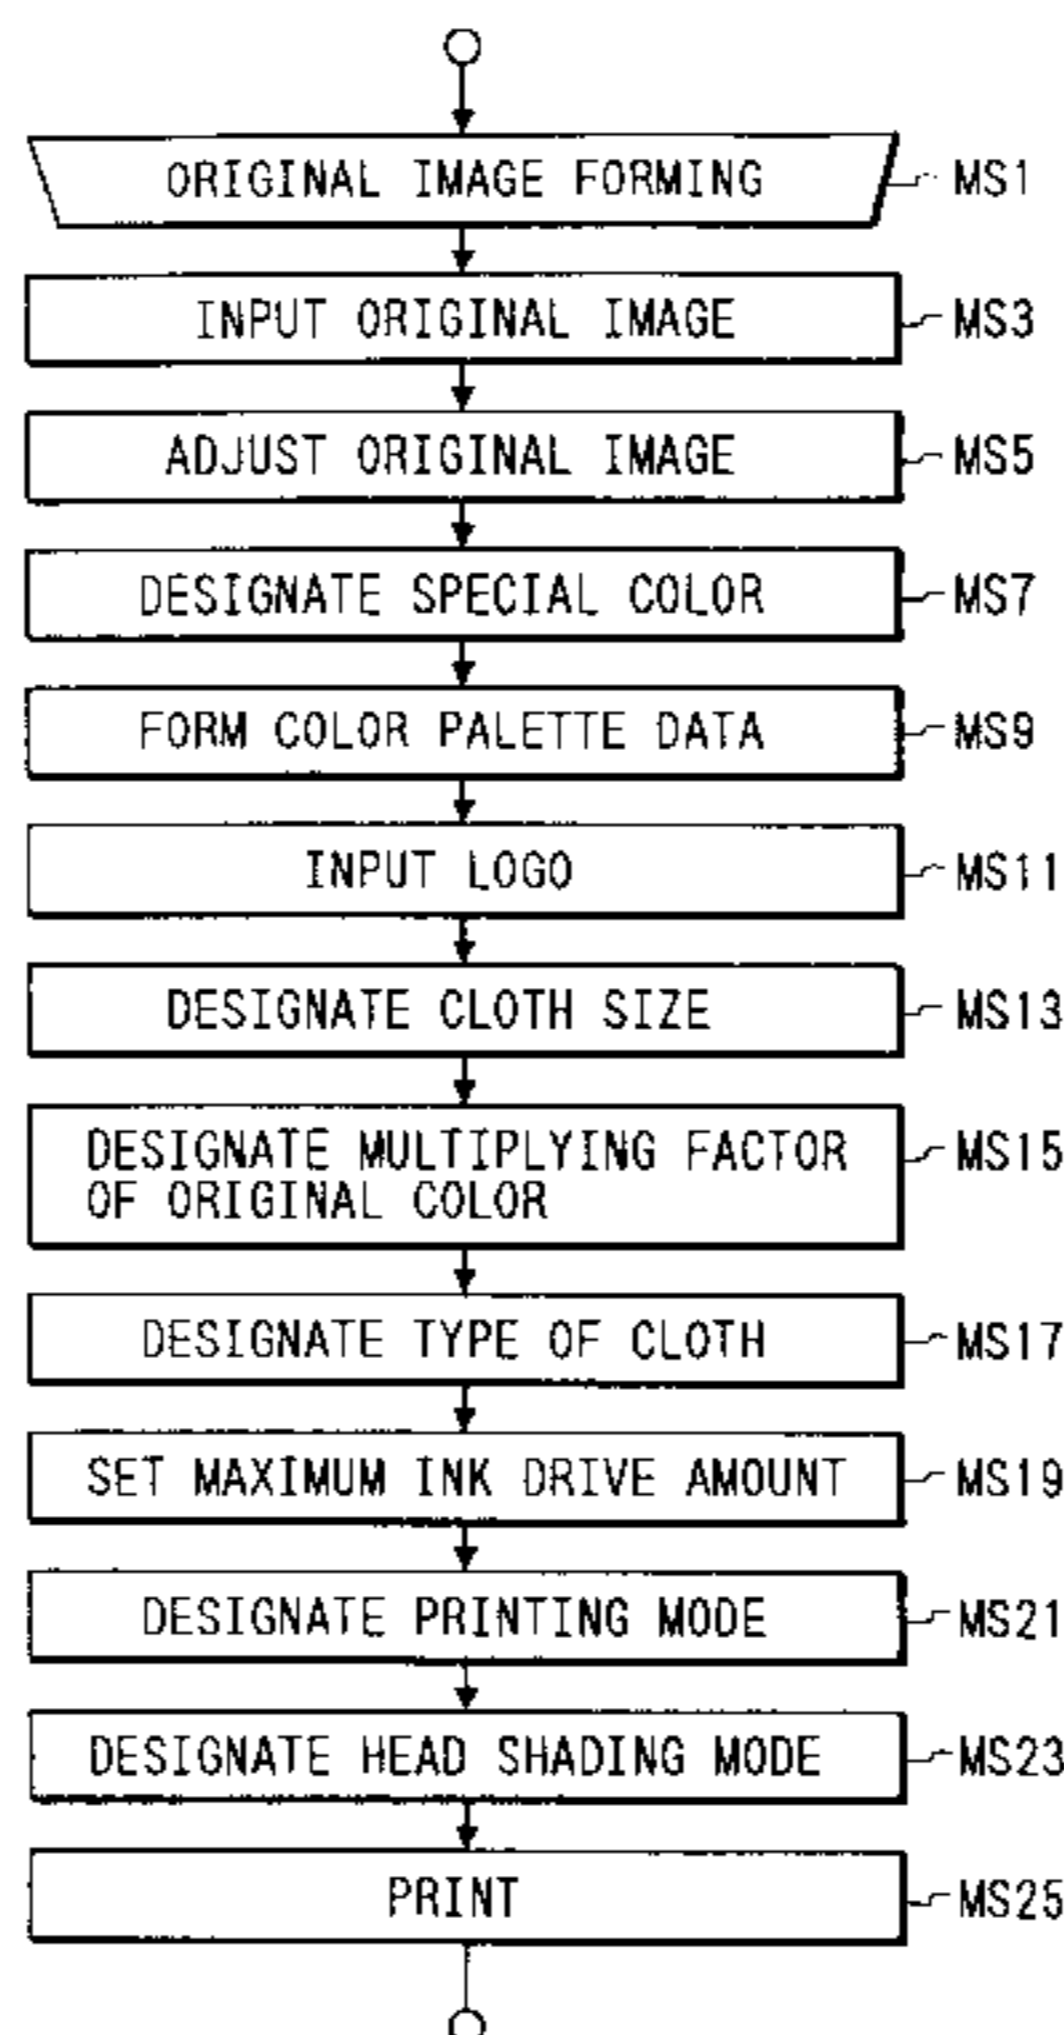 ORIGINAL IMAGE FORMING MS1
INPUT ORIGINAL IMAGE MS3
ADJUST ORIGINAL IMAGE MS5
DESIGNATE SPECIAL COLOR MS7
FORM COLOR PALETTE DATA MS9
INPUT LOGO MS11
DESIGNATE CLOTH SIZE MS13
DESIGNATE MULTIPLYING FACTOR MS15
OF ORIGINAL COLOR
DESIGNATE TYPE OF CLOTH MS17
SET MAXIMUM INK DRIVE AMOUNT MS19
DESIGNATE PRINTING MODE MS21
DESIGNATE HEAD SHADING MODE MS23
PRINT MS25